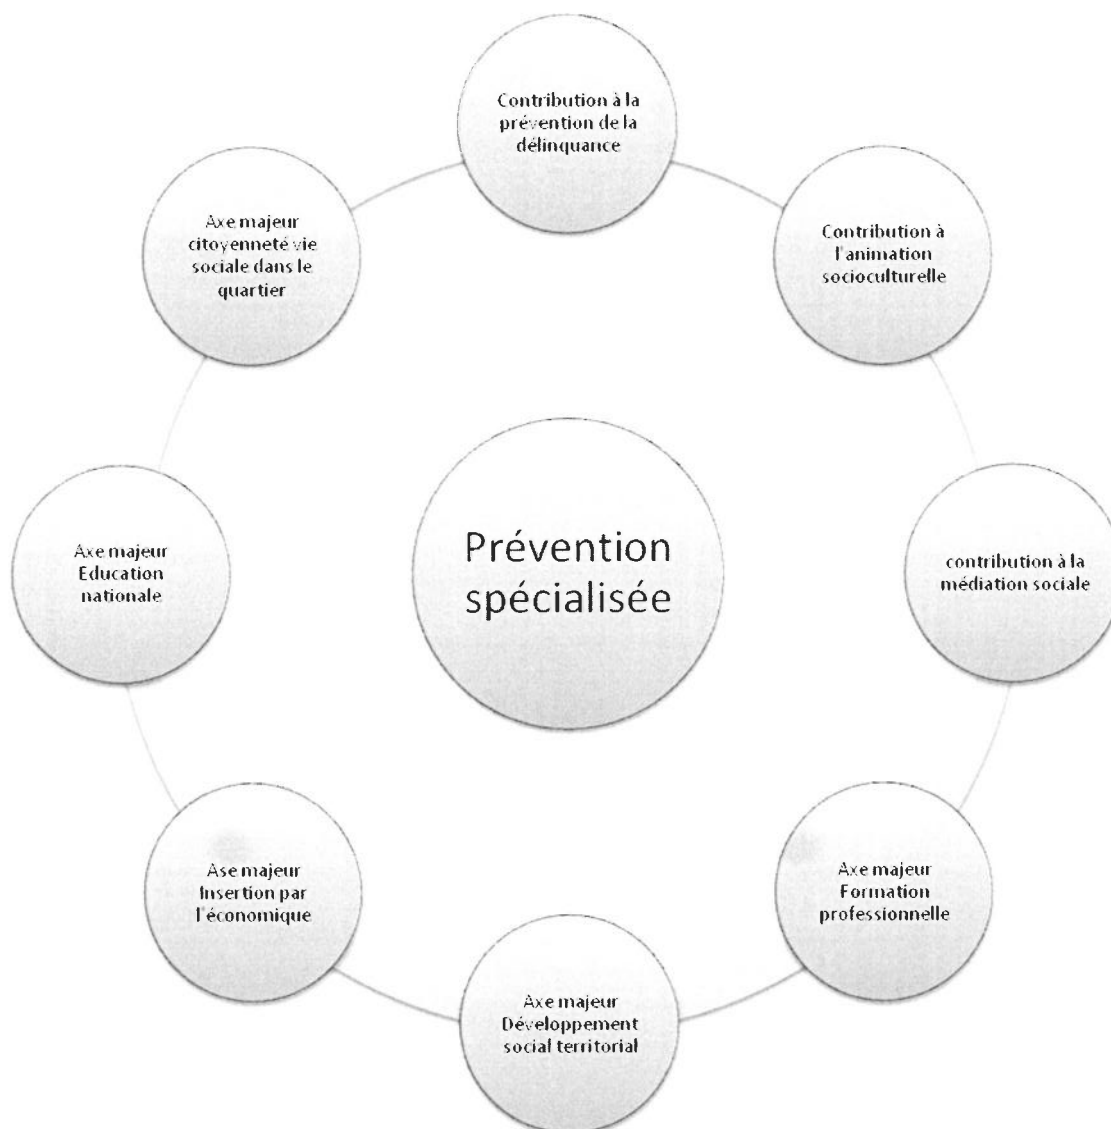 Contribution à la
prévention de la
délinquance
Contribution à
l'animation
socioculturelle
contribution à la
médiation sociale
Axe majeur
Formation
professionnelle
Axe majeur
Développement
social territorial
Ase majeur
Insertion par
l'économique
Axe majeur
Education
nationale
Axe majeur
citoyenneté vie
sociale dans le
quartier
Prévention
spécialisée